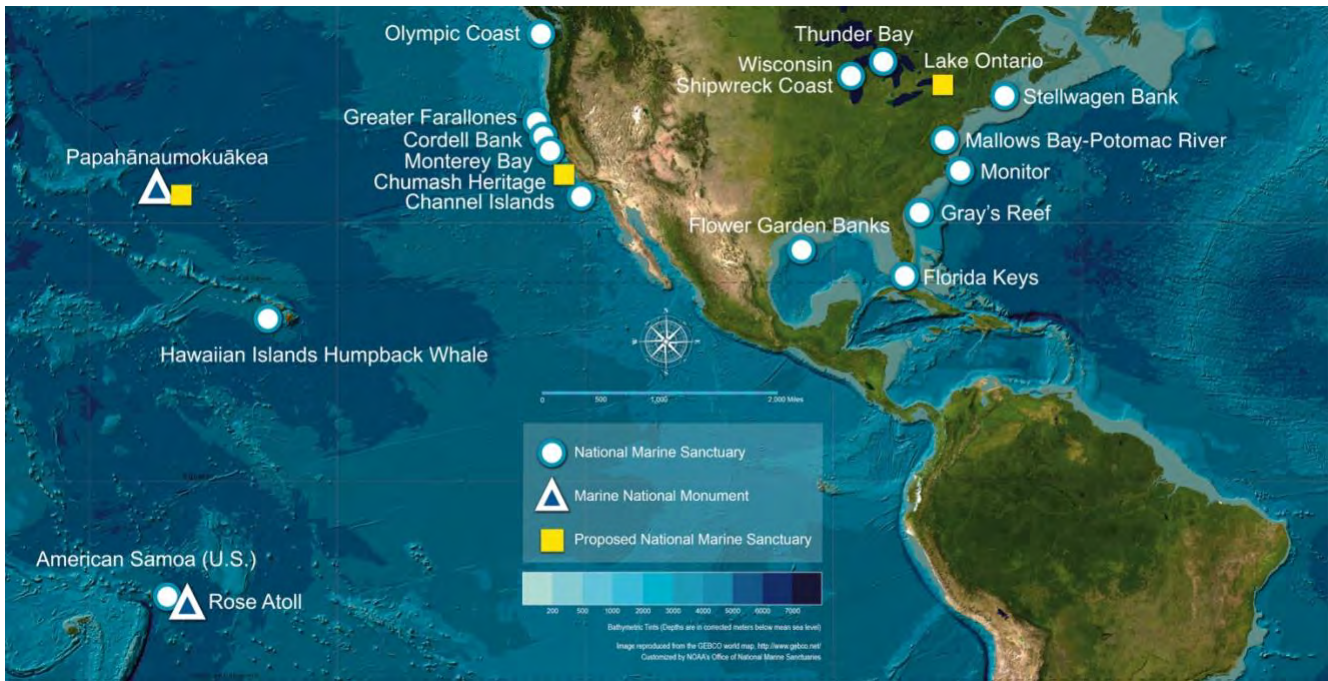 Olympic Coast
Thunder Bay
Wisconsin
Shipwreck Coast
Lake Ontario
Stellwagen Bank
Greater Farallones
Cordell Bank
Monterey Bay
Chumash Heritage
Channel Islands
Mallows Bay-Potomac River
Monitor
Papahānaumokuākea
Gray's Reef
Flower Garden Banks
Florida Keys
Hawaiian Islands Humpback Whale
0 500 1,000 2,000 Miles
National Marine Sanctuary
Marine National Monument
Proposed National Marine Sanctuary
American Samoa (U.S.)
Rose Atoll
200 500 1000 2000 3000 4000 5000 6000 7000
Bathymetric Tints (Depths are in corrected meters below mean sea level)
Image reproduced from the GEBCO world map, http://www.gebco.net/
Customized by NOAA's Office of National Marine Sanctuaries